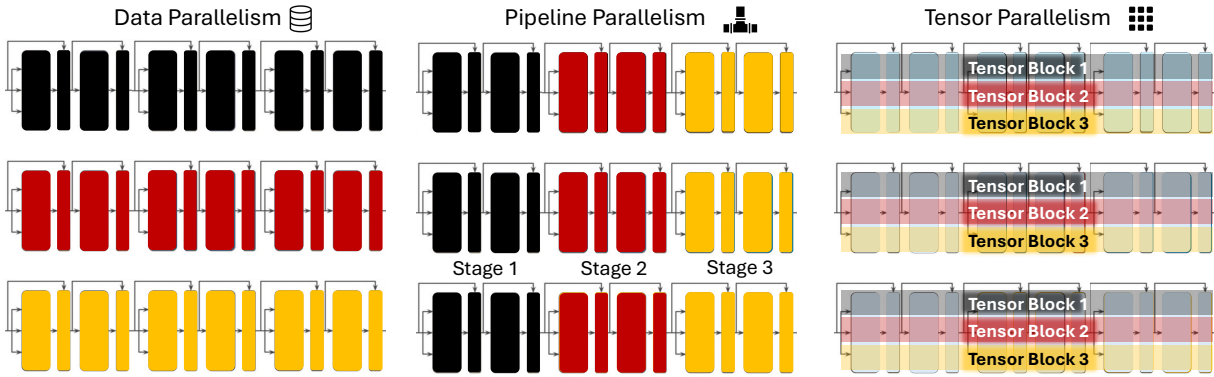 Data Parallelism
Pipeline Parallelism
Tensor Parallelism
Tensor Block 1
Tensor Block 2
Tensor Block 3
Tensor Block 1
Tensor Block 2
Tensor Block 3
Stage 1
Stage 2
Stage 3
Tensor Block 1
Tensor Block 2
Tensor Block 3